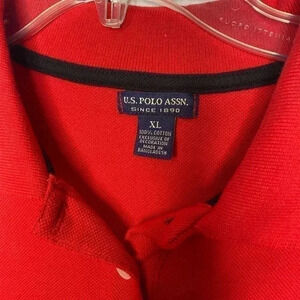 U.S. POLO ASSN.
SINCE 1890
XL
100% COTTON
EXCLUSIVE OF
DECORATION
MADE IN
BANGLADESH